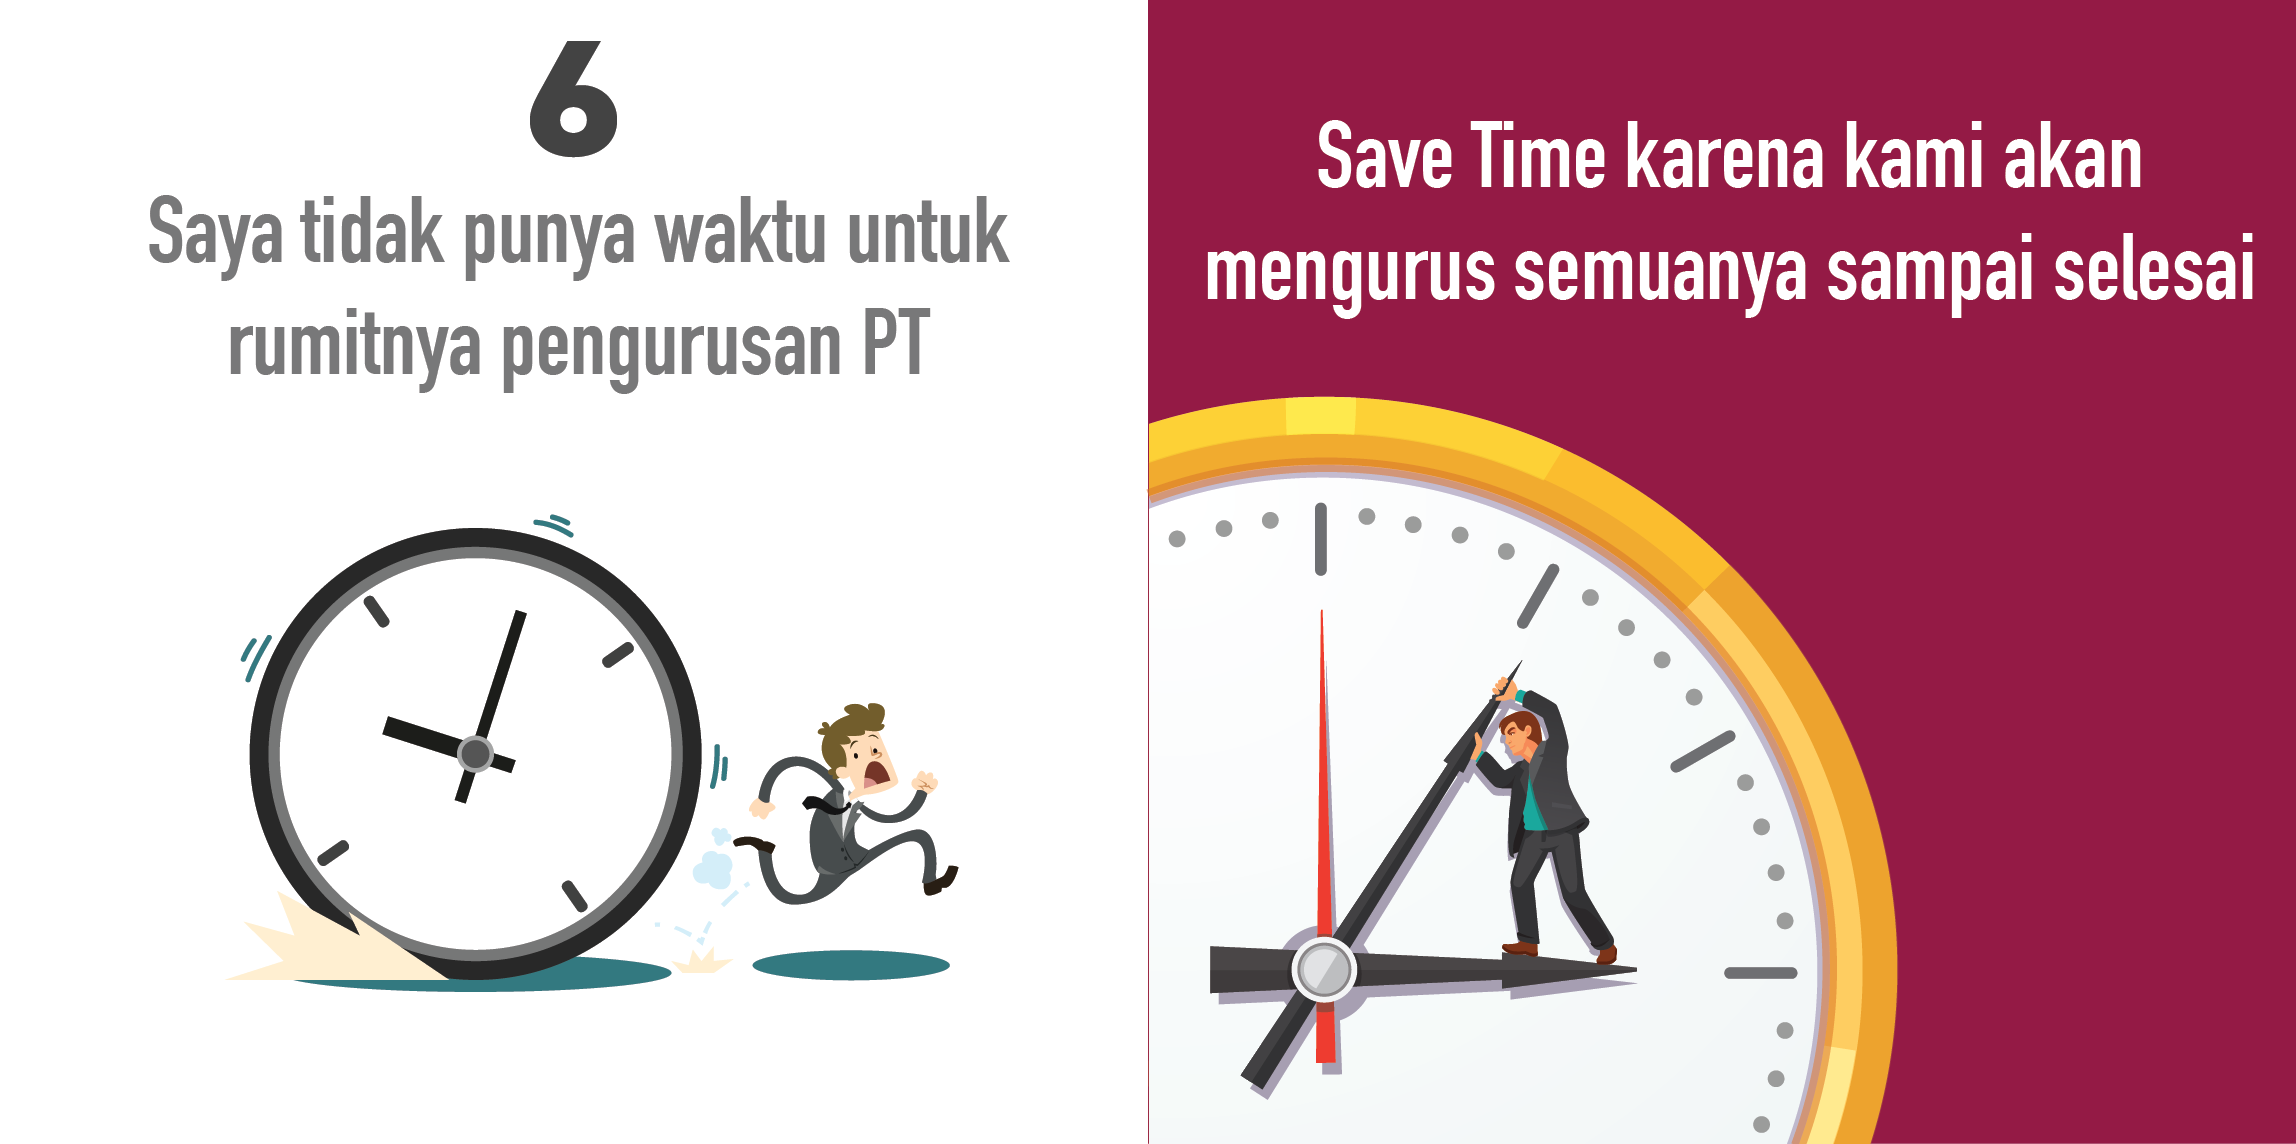 6
Saya tidak punya waktu untuk
rumitnya pengurusan PT
Save Time karena kami akan
mengurus semuanya sampai selesai